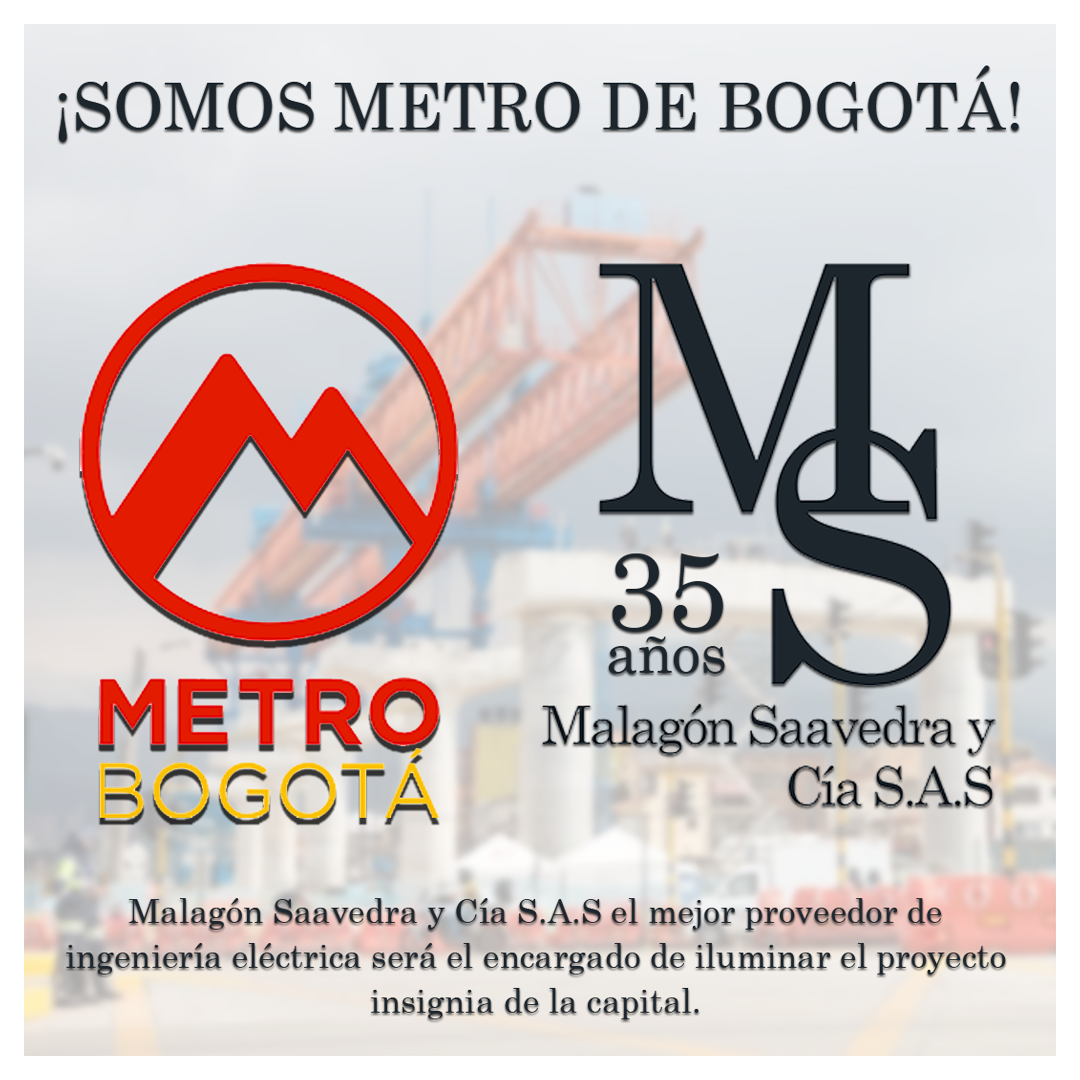 ¡SOMOS METRO DE BOGOTÁ!
METRO
BOGOTÁ
MS
35
años
Malagón Saavedra y
Cía S.A.S
Malagón Saavedra y Cía S.A.S el mejor proveedor de
ingeniería eléctrica será el encargado de iluminar el proyecto
insignia de la capital.